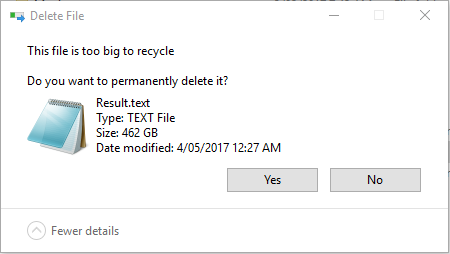 Delete File
This file is too big to recycle
Do you want to permanently delete it?
Result.text
Type: TEXT File
Size: 462 GB
Date modified: 4/05/2017 12:27 AM
Yes No
Fewer details